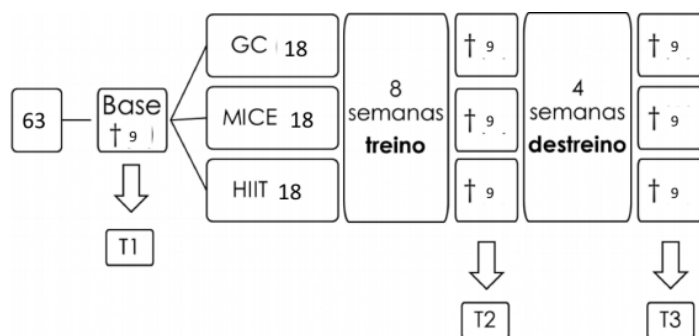 63
Base
† 9
T1
GC 18
MICE 18
HIIT 18
8
semanas
treino
† 9
† 9
† 9
T2
4
semanas
destreino
† 9
† 9
† 9
T3